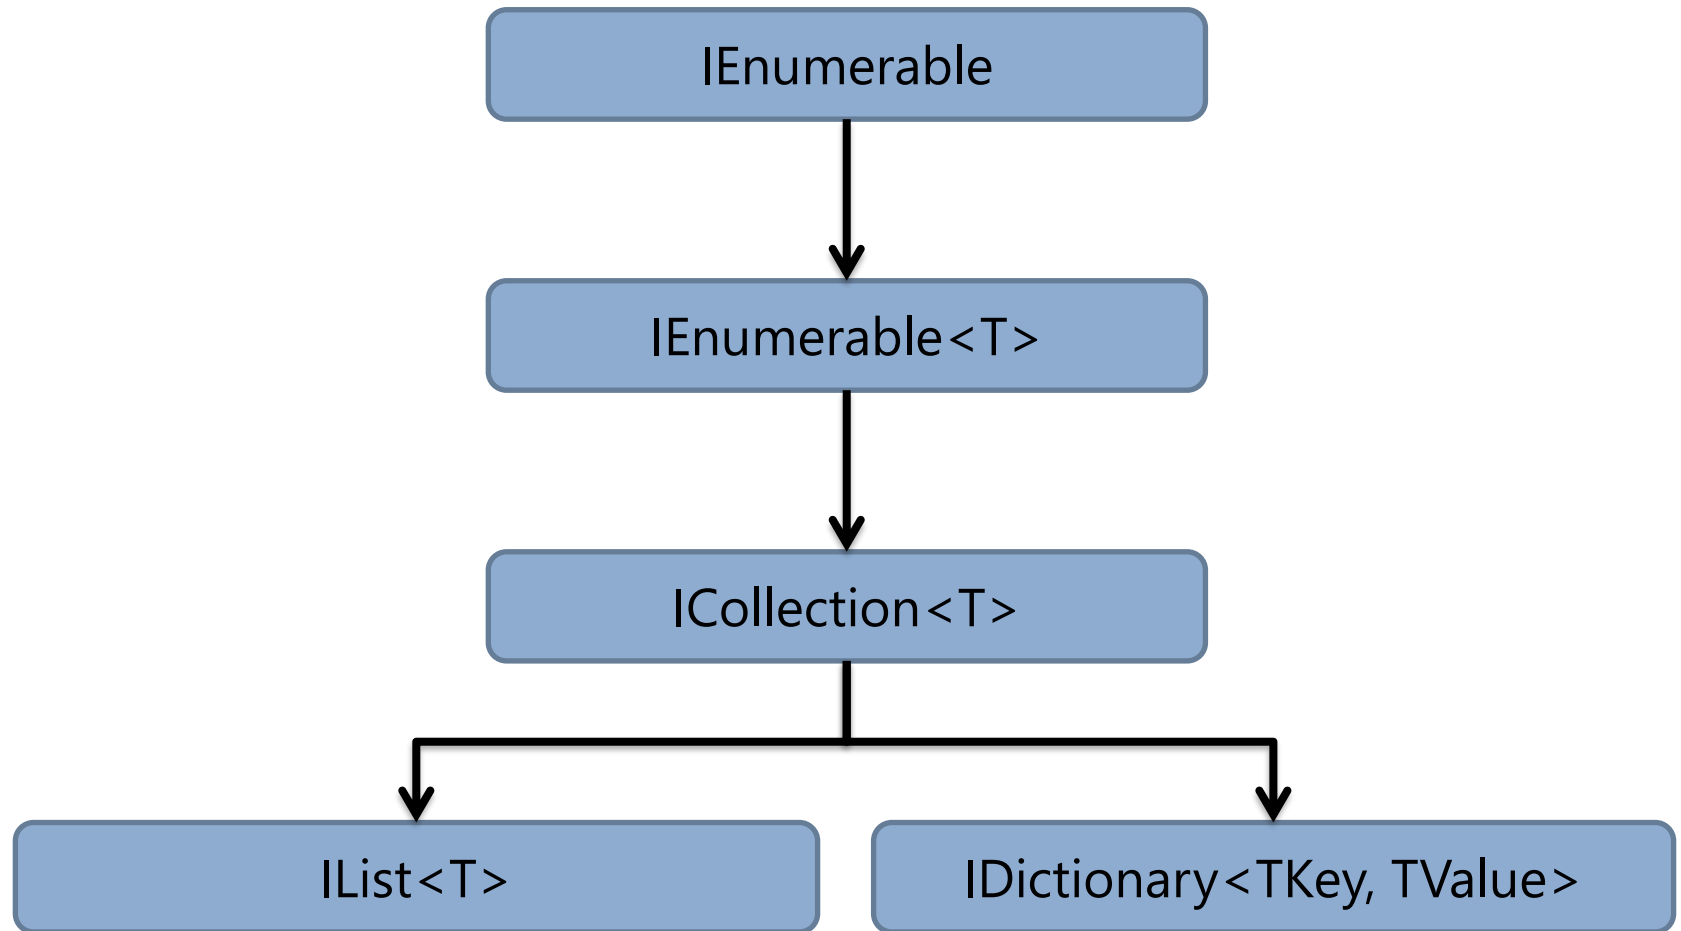 IEnumerable
IEnumerable<T>
ICollection<T>
IList<T>
IDictionary<TKey, TValue>